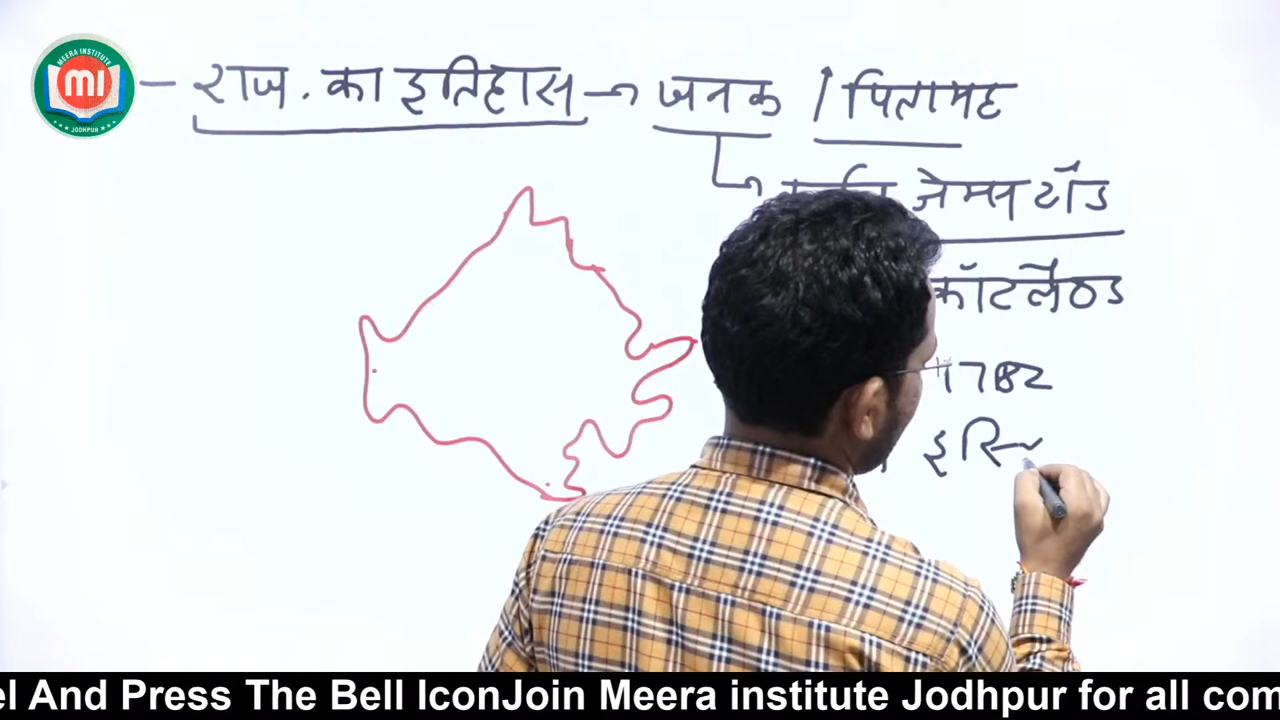 MEERA INSTITUTE
MI
JODHPUR
– राज. का इतिहास → जनक / पितामह
जेम्स टॉड
कॉटलैण्ड
1782
el And Press The Bell IconJoin Meera institute Jodhpur for all com